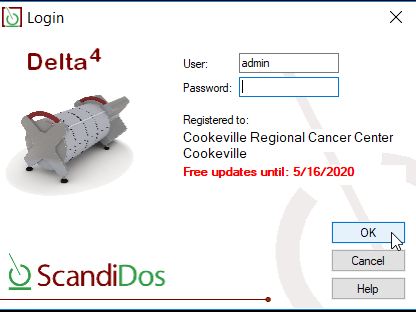 Login
Delta4
User: admin
Password:
Registered to:
Cookeville Regional Cancer Center
Cookeville
Free updates until: 5/16/2020
OK
Cancel
Help
ScandiDos